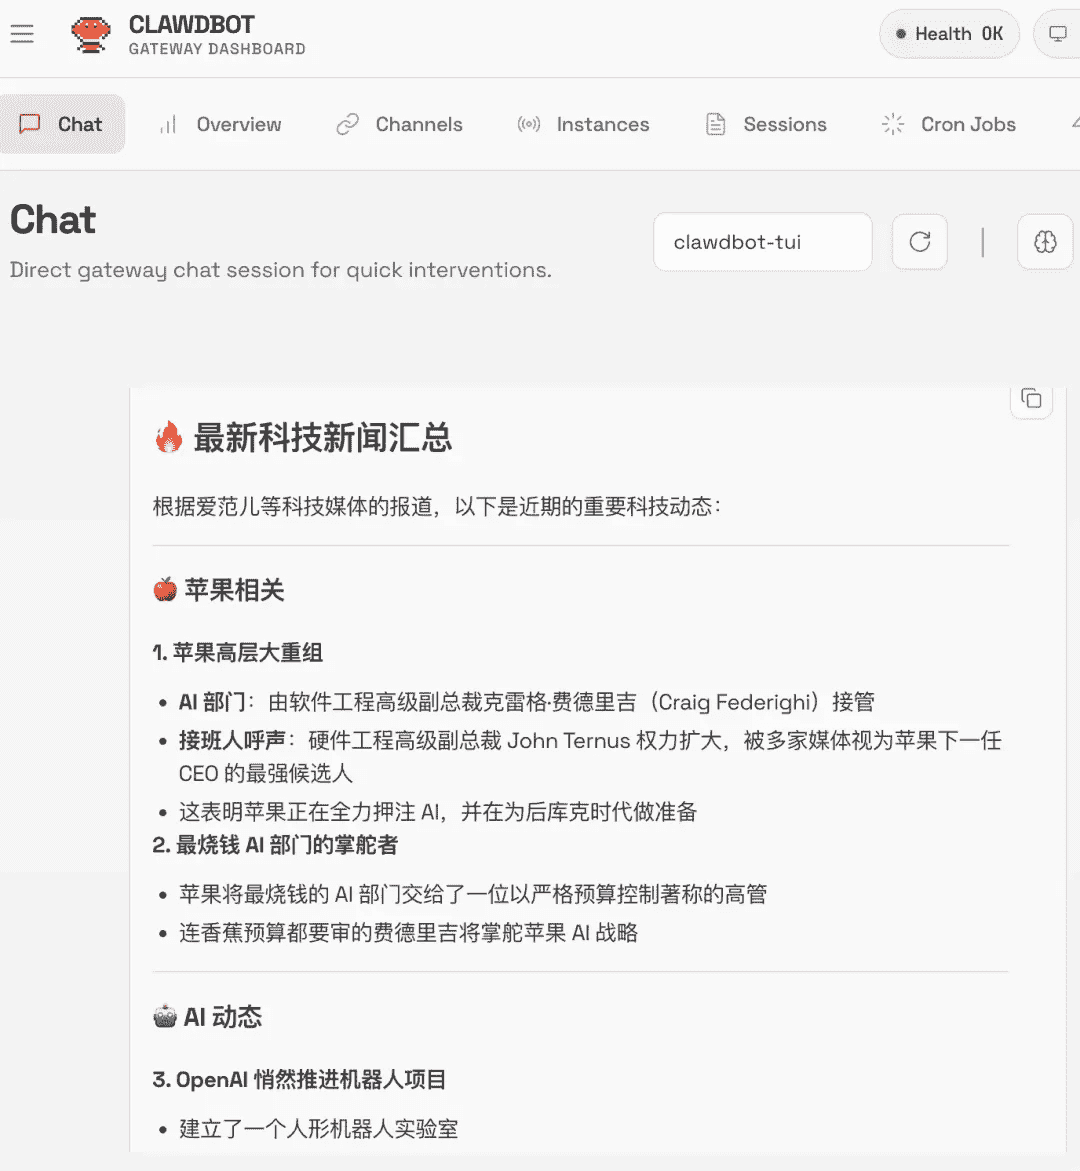 CLAWDBOT
GATEWAY DASHBOARD
Health OK
Chat
Overview
Channels
Instances
Sessions
Cron Jobs
Chat
Direct gateway chat session for quick interventions.
clawdbot-tui
🔥 最新科技新闻汇总
根据爱范儿等科技媒体的报道，以下是近期的重要科技动态：
🍎 苹果相关
1. 苹果高层大重组
• AI 部门：由软件工程高级副总裁克雷格·费德里吉（Craig Federighi）接管
• 接班人呼声：硬件工程高级副总裁 John Ternus 权力扩大，被多家媒体视为苹果下一任
CEO 的最强候选人
• 这表明苹果正在全力押注 AI，并在为后库克时代做准备
2. 最烧钱 AI 部门的掌舵者
• 苹果将最烧钱的 AI 部门交给了一位以严格预算控制著称的高管
• 连香蕉预算都要审的费德里吉将掌舵苹果 AI 战略
🤖 AI 动态
3. OpenAI 悄然推进机器人项目
• 建立了一个人形机器人实验室